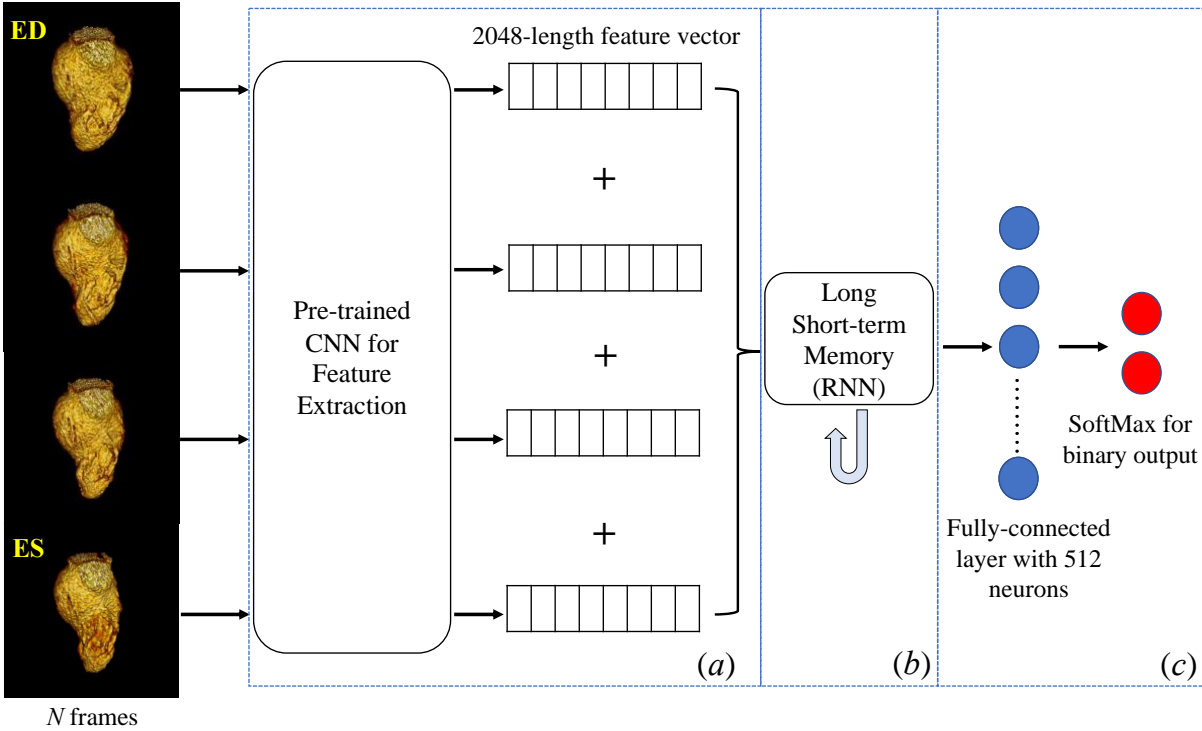 ED
2048-length feature vector
+
+
Pre-trained
CNN for
Feature
Extraction
+
Long
Short-term
Memory
(RNN)
SoftMax for
binary output
ES
Fully-connected
layer with 512
neurons
(a)
(b)
(c)
N frames